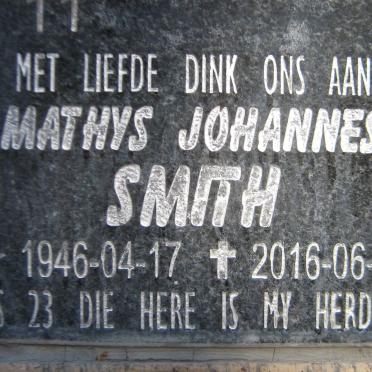 MET LIEFDE DINK ONS AAN
MATHYS JOHANNES
SMITH
1946-04-17 ✝ 2016-06-
23 DIE HERE IS MY HERD